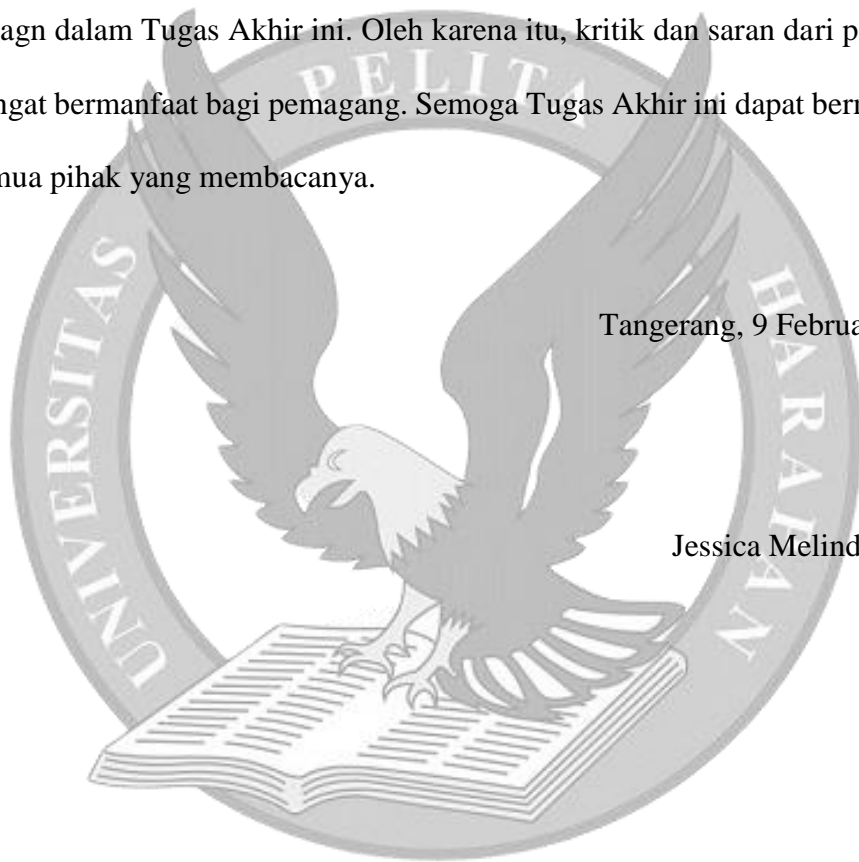 agn dalam Tugas Akhir ini. Oleh karena itu, kritik dan saran dari p
ngat bermanfaat bagi pemagang. Semoga Tugas Akhir ini dapat ber
mua pihak yang membacanya.
Tangerang, 9 Februa
Jessica Melind
UNIVERSITAS PELITA HARAPAN